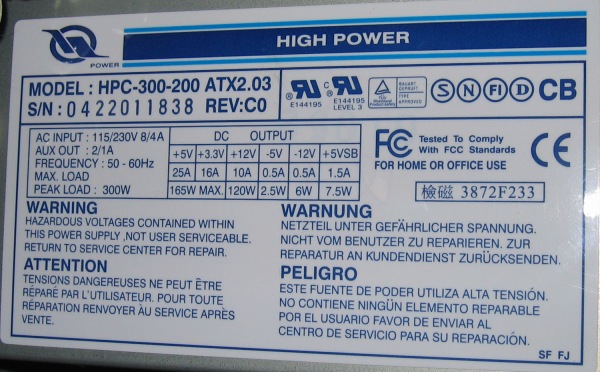 POWER
HIGH POWER
MODEL : HPC-300-200 ATX2.03
S/N : 0422011838 REV:C0
E144195
E144195
LEVEL 3
BAUART
GEPRÜFT
TYPE
APPROVED
S N FI D CB
AC INPUT : 115/230V 8/4A
AUX OUT : 2/1A
FREQUENCY : 50 - 60Hz
MAX. LOAD
PEAK LOAD : 300W
DC OUTPUT
+5V +3.3V +12V -5V -12V +5VSB
25A 16A 10A 0.5A 0.5A 1.5A
165W MAX. 120W 2.5W 6W 7.5W
FCC Tested To Comply
With FCC Standards
FOR HOME OR OFFICE USE
CE
檢磁 3872F233
WARNING
HAZARDOUS VOLTAGES CONTAINED WITHIN
THIS POWER SUPPLY ,NOT USER SERVICEABLE.
RETURN TO SERVICE CENTER FOR REPAIR.
ATTENTION
TENSIONS DANGEREUSES NE PEUT ÊTRE
RÉPARÉ PAR L'UTILISATEUR. POUR TOUTE
RÉPARATION RENVOYER ÀU SERVICE APRÈS
VENTE.
WARNUNG
NETZTEIL UNTER GEFÄHRLICHER SPANNUNG.
NICHT VOM BENUTZER ZU REPARIEREN. ZUR
REPARATUR AN KUNDENDIENST ZURÜCKSENDEN.
PELIGRO
ESTE FUENTE DE PODER UTILIZA ALTA TENSIÓN.
NO CONTIENE NINGÚN ELEMENTO REPARABLE
POR EL USUARIO FAVOR DE ENVIAR AL
CENTRO DE SERVICIO PARA SU REPARACIÓN.
SF FJ